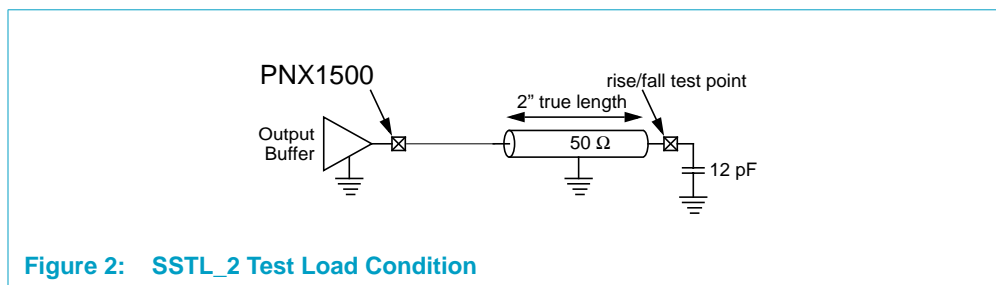 PNX1500
rise/fall test point
2” true length
Output
Buffer
50 Ω
12 pF
Figure 2: SSTL_2 Test Load Condition